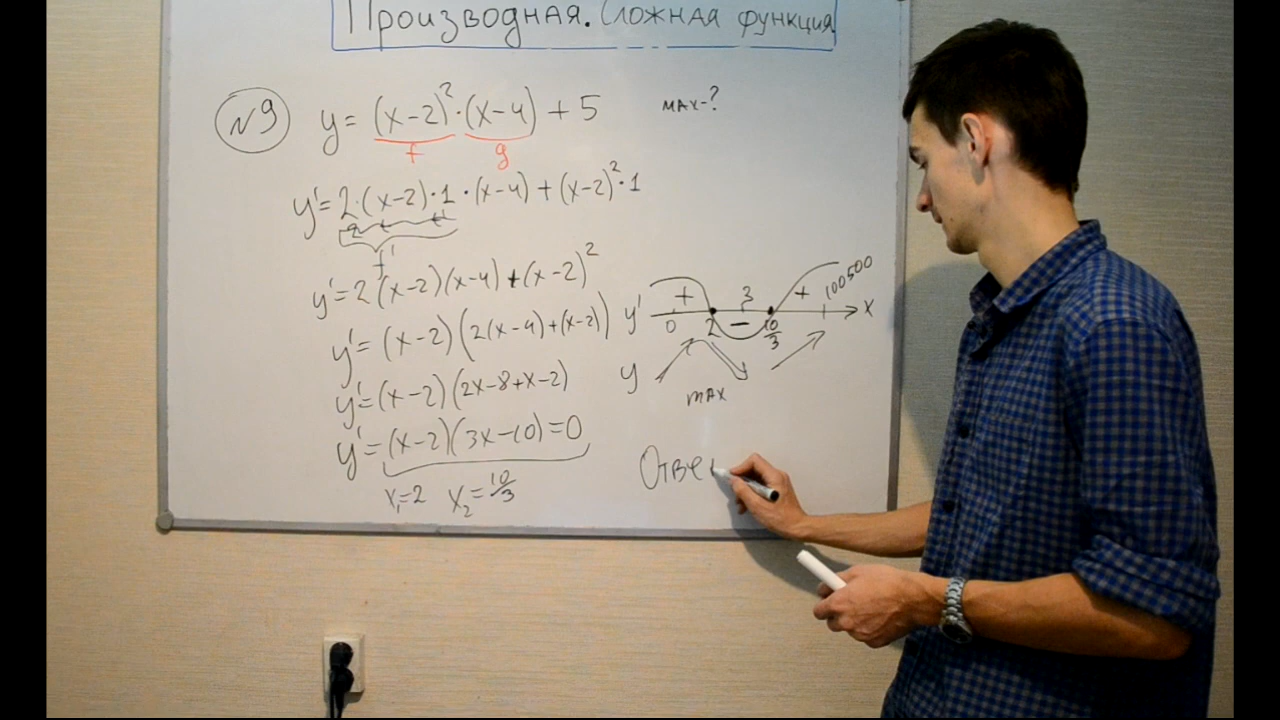 Производная. Сложная функция
№9 y = (x-2)²·(x-4) + 5 мах-?
f g
y' = 2·(x-2)·1·(x-4) + (x-2)²·1
f'
y' = 2(x-2)(x-4) + (x-2)²
y' = (x-2)(2(x-4)+(x-2))
y' = (x-2)(2x-8+x-2)
y' = (x-2)(3x-10)=0
x₁=2 x₂=10/3
y' + 3 + 100500
0 2 − 10/3 x
y
max
Отве